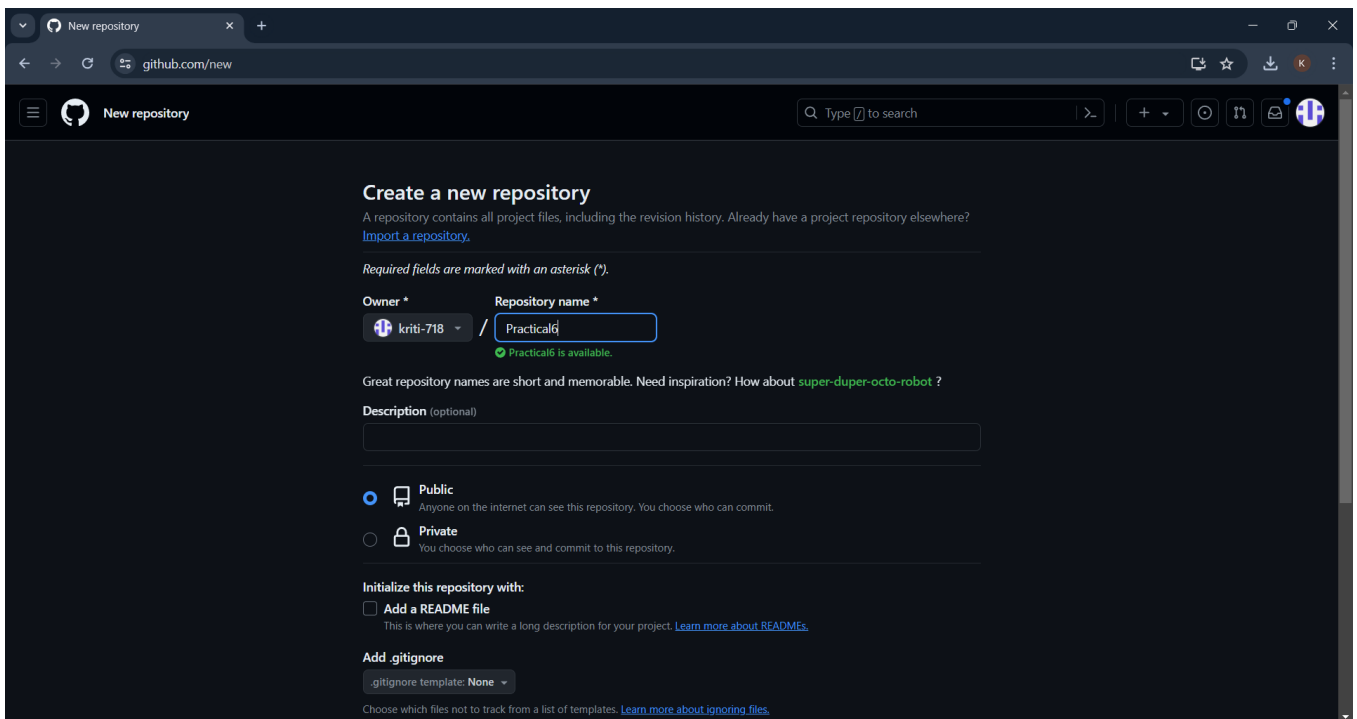 New repository
github.com/new
K
New repository
Type / to search
Create a new repository
A repository contains all project files, including the revision history. Already have a project repository elsewhere?
Import a repository.
Required fields are marked with an asterisk (*).
Owner * Repository name *
kriti-718 / Practical6
Practical6 is available.
Great repository names are short and memorable. Need inspiration? How about super-duper-octo-robot ?
Description (optional)
Public
Anyone on the internet can see this repository. You choose who can commit.
Private
You choose who can see and commit to this repository.
Initialize this repository with:
Add a README file
This is where you can write a long description for your project. Learn more about READMEs.
Add .gitignore
.gitignore template: None
Choose which files not to track from a list of templates. Learn more about ignoring files.